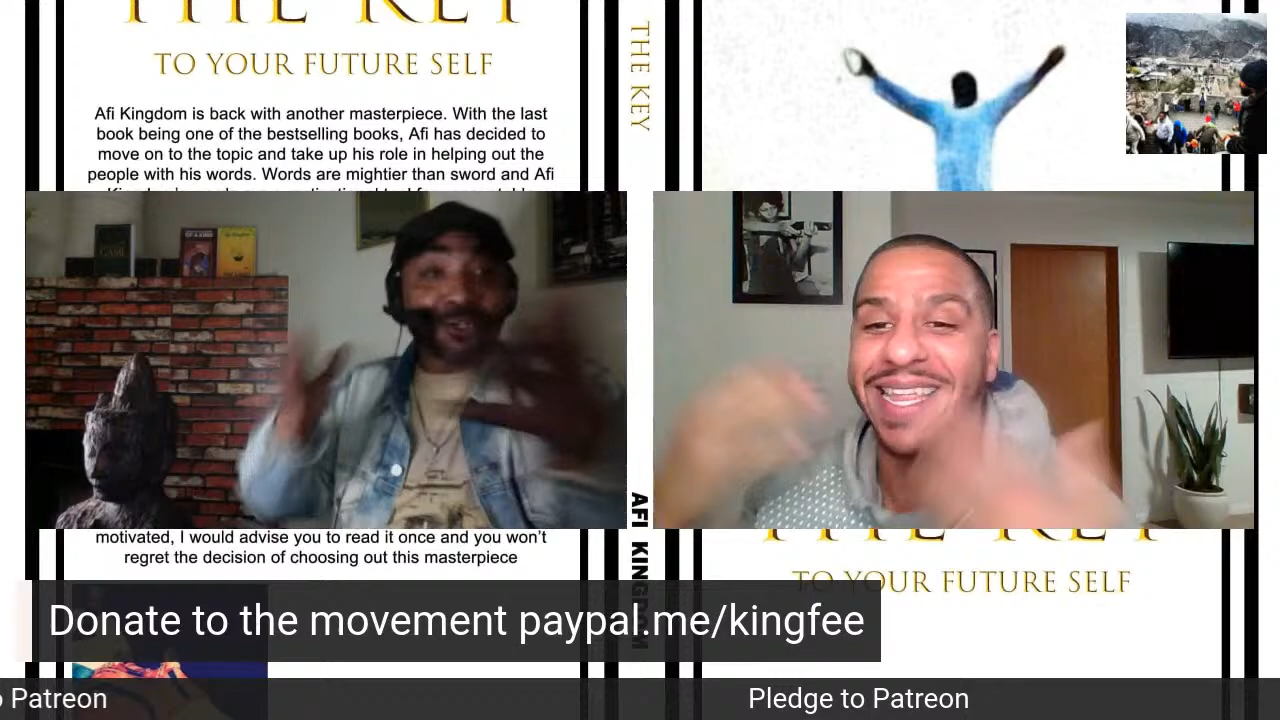 TO YOUR FUTURE SELF
Afi Kingdom is back with another masterpiece. With the last
book being one of the bestselling books, Afi has decided to
move on to the topic and take up his role in helping out the
people with his words. Words are mightier than sword and Afi
motivated, I would advise you to read it once and you won't
regret the decision of choosing out this masterpiece
THE KEY
AFI KINGDOM
TO YOUR FUTURE SELF
Donate to the movement paypal.me/kingfee
Patreon
Pledge to Patreon